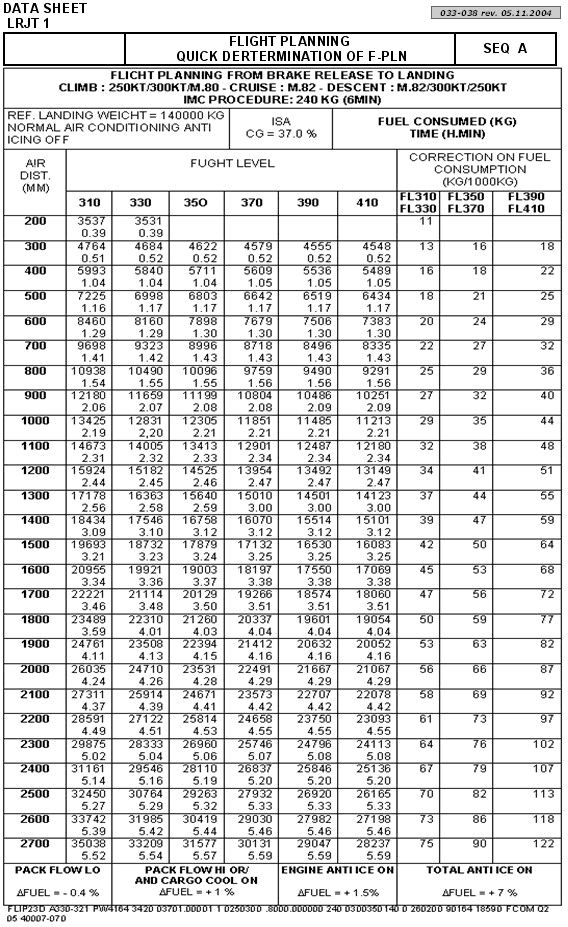 DATA SHEET
LRJT 1
033-038 rev. 05.11.2004
FLIGHT PLANNING
QUICK DERTERMINATION OF F-PLN
SEQ A
FLICHT PLANNING FROM BRAKE RELEASE TO LANDING
CLIMB : 250KT/300KT/M.80 - CRUISE : M.82 - DESCENT : M.82/300KT/250KT
IMC PROCEDURE: 240 KG (6MIN)
REF. LANDING WEICHT = 140000 KG
NORMAL AIR CONDITIONING ANTI
ICING OFF
ISA
CG = 37.0 %
FUEL CONSUMED (KG)
TIME (H.MIN)
AIR
DIST.
(MM)
FUGHT LEVEL
CORRECTION ON FUEL
CONSUMPTION
(KG/1000KG)
310 330 35O 370 390 410 FL310 FL350 FL390
FL330 FL370 FL410
200 3537 3531 11
0.39 0.39
300 4764 4684 4622 4579 4555 4548 13 16 18
0.51 0.52 0.52 0.52 0.52 0.52
400 5993 5840 5711 5609 5536 5489 16 18 22
1.04 1.04 1.04 1.05 1.05 1.05
500 7225 6998 6803 6642 6519 6434 18 21 25
1.16 1.17 1.17 1.17 1.17 1.17
600 8460 8160 7898 7679 7506 7383 20 24 29
1.29 1.29 1.30 1.30 1.30 1.30
700 9698 9323 8996 8718 8496 8335 22 27 32
1.41 1.42 1.43 1.43 1.43 1.43
800 10938 10490 10096 9759 9490 9291 25 29 36
1.54 1.55 1.55 1.56 1.56 1.56
900 12180 11659 11199 10804 10486 10251 27 32 40
2.06 2.07 2.08 2.08 2.009 2.09
1000 13425 12831 12305 11851 11485 11213 29 35 44
2.19 2,20 2.21 2.21 2.21 2.21
1100 14673 14005 13413 12901 12487 12180 32 38 48
2.31 2.32 2.33 2.34 2.34 2.34
1200 15924 15182 14525 13954 13492 13149 34 41 51
2.44 2.45 2.46 2.47 2.47 2.47
1300 17178 16363 15640 15010 14501 14123 37 44 55
2.56 2.58 2.59 3.00 3.00 3.00
1400 18434 17546 16758 16070 15514 15101 39 47 59
3.09 3.10 3.12 3.12 3.12 3.12
1500 19693 18732 17879 17132 16530 16083 42 50 64
3.21 3.23 3.24 3.25 3.25 3.25
1600 20955 19921 19003 18197 17550 17069 45 53 68
3.34 3.36 3.37 3.38 3.38 3.38
1700 22221 21114 20129 19266 18574 18060 47 56 72
3.46 3.48 3.50 3.51 3.51 3.51
1800 23489 22310 21260 20337 19601 19054 50 59 77
3.59 4.01 4.03 4.04 4.04 4.04
1900 24761 23508 22394 21412 20632 20052 53 63 82
4.11 4.13 4.15 4.16 4.16 4.16
2000 26035 24710 23531 22491 21667 21067 56 66 87
4.24 4.26 4.28 4.29 4.29 4.29
2100 27311 25914 24671 23573 22707 22078 58 69 92
4.37 4.39 4.41 4.42 4.42 4.42
2200 28591 27122 25814 24658 23750 23093 61 73 97
4.49 4.51 4.53 4.55 4.55 4.55
2300 29875 28333 26960 25746 24796 24113 64 76 102
5.02 5.04 5.06 5.07 5.08 5.08
2400 31161 29546 28110 26837 25846 25136 67 79 107
5.14 5.16 5.19 5.20 5.20 5.20
2500 32450 30764 29263 27932 26920 26165 70 82 113
5.27 5.29 5.32 5.33 5.33 5.33
2600 33742 31985 30419 29030 27982 27198 73 86 118
5.39 5.42 5.44 5.46 5.46 5.46
2700 35038 33209 31577 30131 29047 28237 75 90 122
5.52 5.54 5.57 5.59 5.59 5.59
PACK FLOW LO
ΔFUEL = - 0.4 %
PACK FLOW HI OR/
AND CARGO COOL ON
ΔFUEL = + 1 %
ENGINE ANTI ICE ON
ΔFUEL = + 1.5%
TOTAL ANTI ICE ON
ΔFUEL = + 7 %
FLIP23D A330-321 PW4164 3420 03701.00001 1 0250300 .8000.000000 240 0300350 140 0 260200 90164 18590 FCOM Q2
05 40007-070